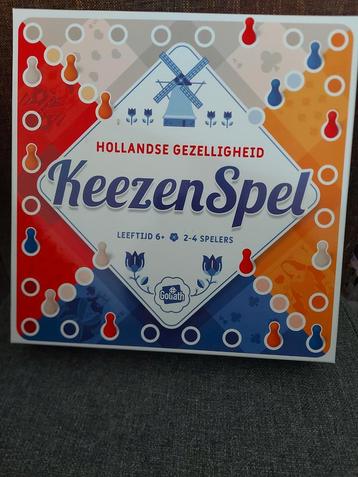 HOLLANDSE GEZELLIGHEID
KeezenSpel
LEEFTIJD 6+ 2-4 SPELERS
Goliath